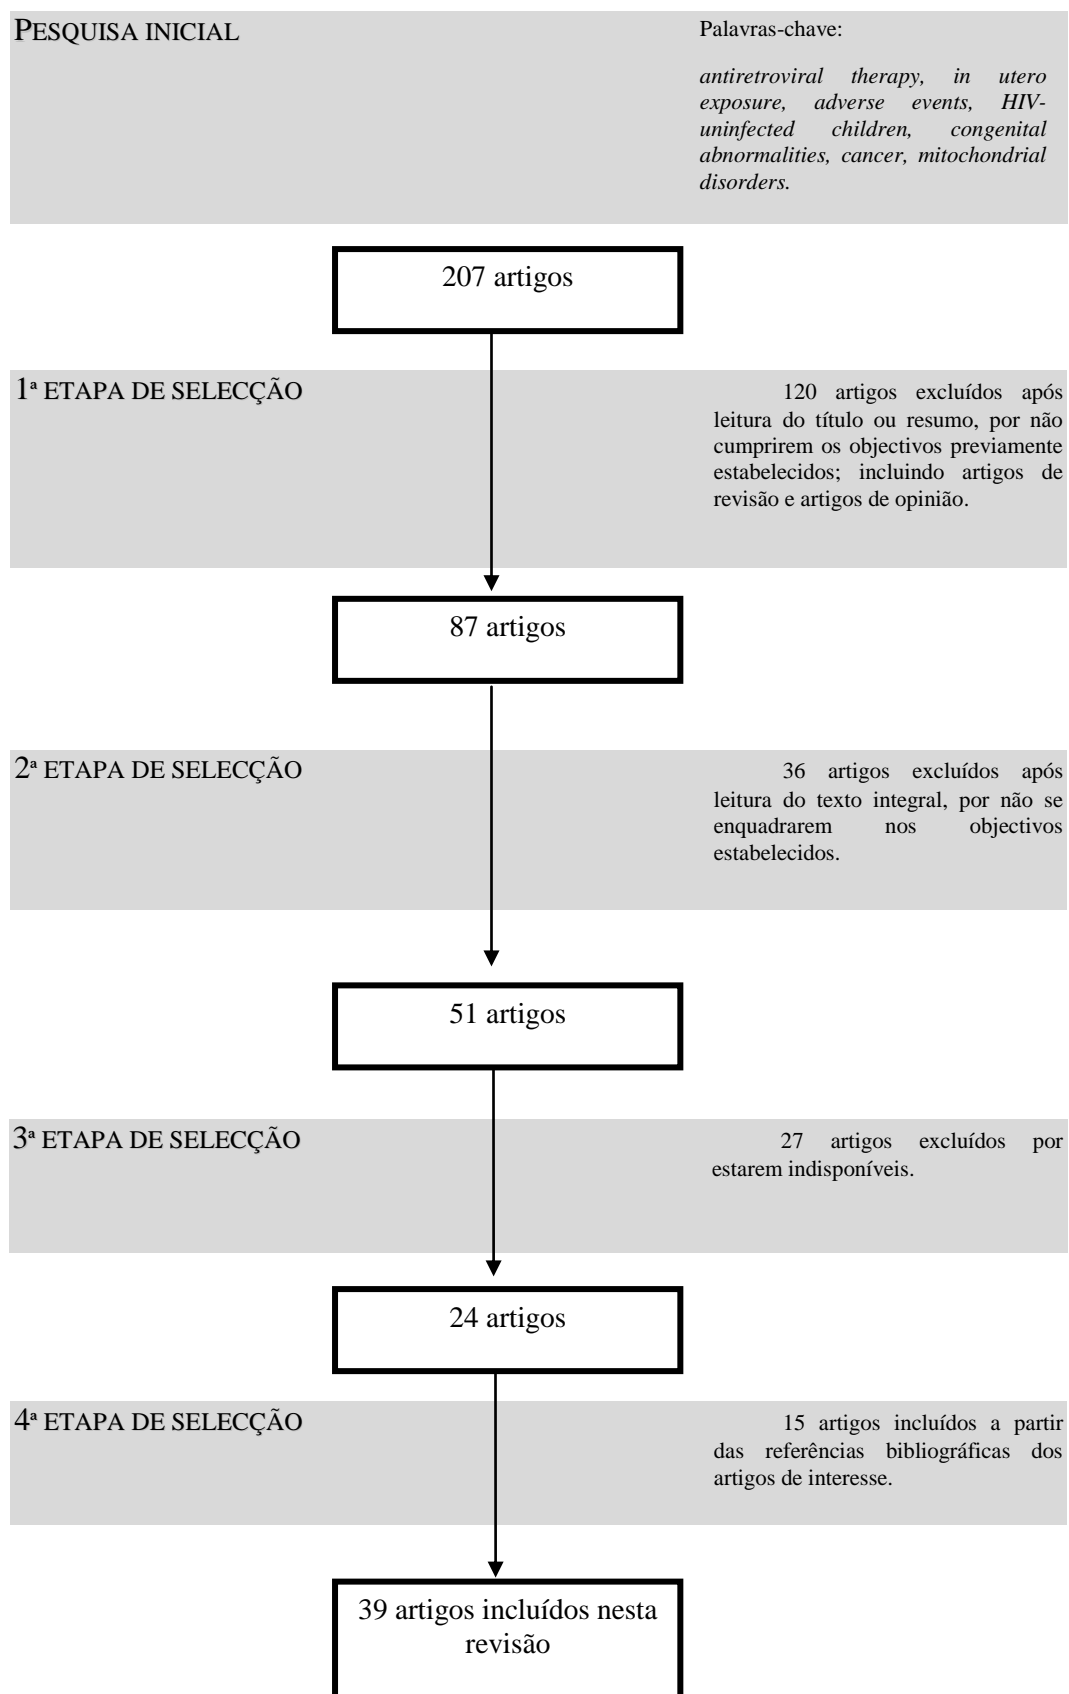 PESQUISA INICIAL
Palavras-chave:
antiretroviral therapy, in utero
exposure, adverse events, HIV-
uninfected children, congenital
abnormalities, cancer, mitochondrial
disorders.
207 artigos
1ª ETAPA DE SELECÇÃO
120 artigos excluídos após
leitura do título ou resumo, por não
cumprirem os objectivos previamente
estabelecidos; incluindo artigos de
revisão e artigos de opinião.
87 artigos
2ª ETAPA DE SELECÇÃO
36 artigos excluídos após
leitura do texto integral, por não se
enquadrarem nos objectivos
estabelecidos.
51 artigos
3ª ETAPA DE SELECÇÃO
27 artigos excluídos por
estarem indisponíveis.
24 artigos
4ª ETAPA DE SELECÇÃO
15 artigos incluídos a partir
das referências bibliográficas dos
artigos de interesse.
39 artigos incluídos nesta
revisão